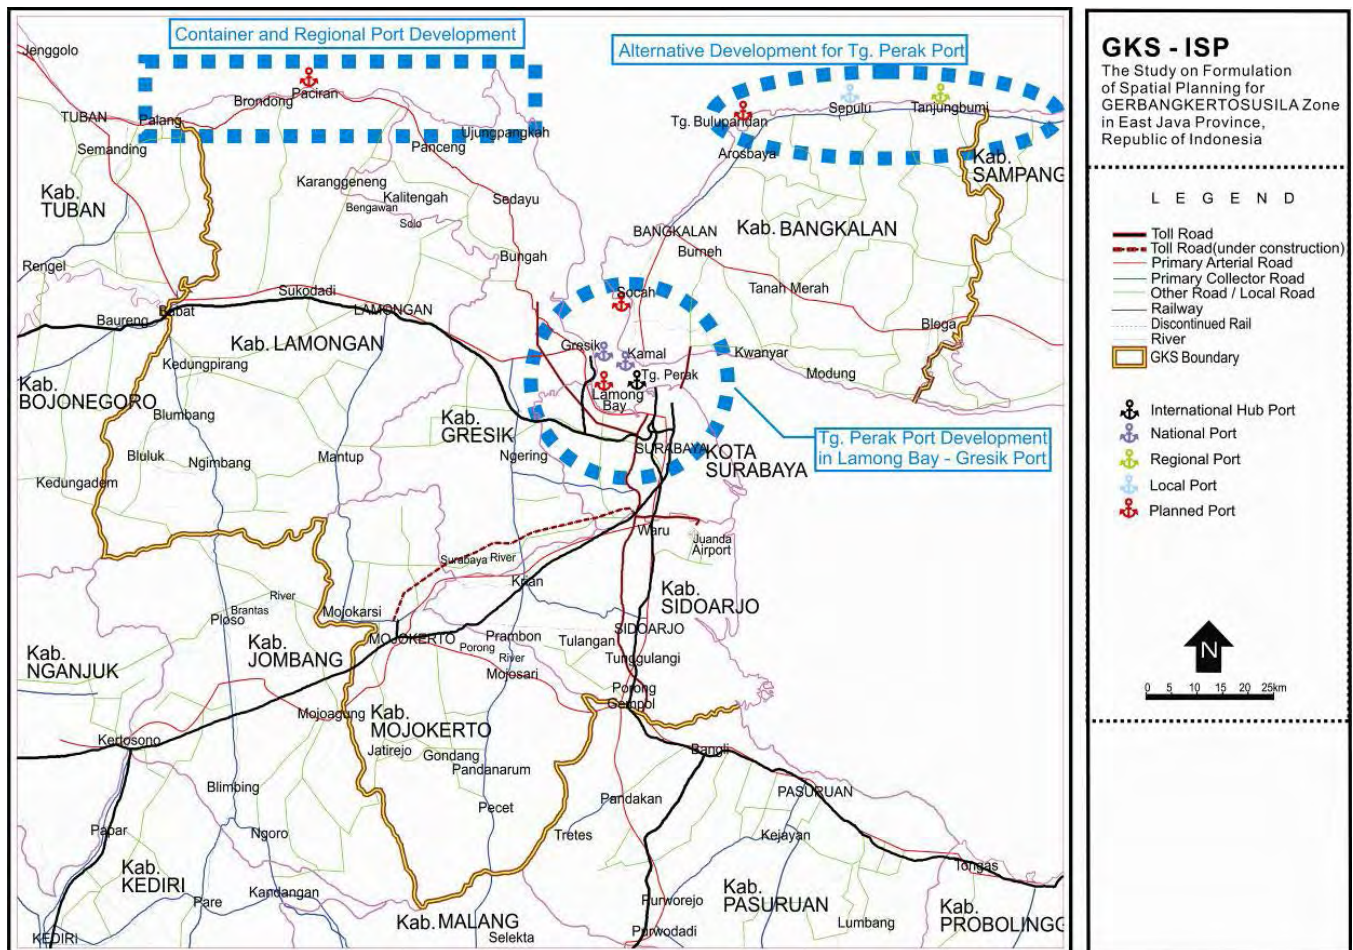 Container and Regional Port Development
Alternative Development for Tg. Perak Port
Jenggolo
Paciran
Brondong
TUBAN
Palang
Semanding
Ujungpangkah
Panceng
Tg. Bulupandan
Sepulu
Tanjungbumi
Arosbaya
Kab.
SAMPANG
Kab.
TUBAN
Karanggeneng
Kalitengah
Bengawan
Solo
Sedayu
BANGKALAN
Kab. BANGKALAN
Burneh
Bungah
Rengel
Sukodadi
Socah
Tanah Merah
Babat
Baureng
LAMONGAN
Blega
Kab. LAMONGAN
Gresik
Kamal
Kwanyar
Kedungpirang
Tg. Perak
Modung
Kab.
BOJONEGORO
Lamong
Bay
Blumbang
Kab.
GRESIK
Tg. Perak Port Development
in Lamong Bay - Gresik Port
Bluluk
Ngimbang
Mantup
Ngering
SURABAYA
KOTA
SURABAYA
Kedungadem
Waru
Juanda
Airport
Surabaya River
Krian
Kab.
SIDOARJO
River
Brantas
Ploso
Mojokarsi
MOJOKERTO
Prambon
Porong
River
Tulangan
SIDOARJO
Kab.
JOMBANG
Kab.
NGANJUK
Mojosari
Tunggulangi
Porong
Gempol
Mojoagung
Kab.
MOJOKERTO
Kertosono
Jatirejo
Gondang
Pandanarum
Bangli
Blimbing
Pecet
Pandakan
PASURUAN
Papar
Ngoro
Tretes
Kejayan
Tongas
Kab.
KEDIRI
Kandangan
Pare
Kab. MALANG
Purworejo
Kab.
PASURUAN
Kab.
PROBOLINGG
Lumbang
KEDIRI
Selekta
Purwodadi
GKS - ISP
The Study on Formulation
of Spatial Planning for
GERBANGKERTOSUSILA Zone
in East Java Province,
Republic of Indonesia
LEGEND
Toll Road
Toll Road(under construction)
Primary Arterial Road
Primary Collector Road
Other Road / Local Road
Railway
Discontinued Rail
River
GKS Boundary
International Hub Port
National Port
Regional Port
Local Port
Planned Port
N
0 5 10 15 20 25km